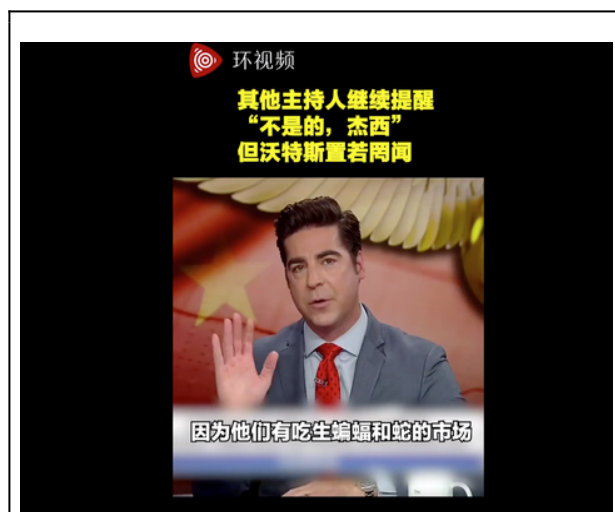 环视频
其他主持人继续提醒
“不是的，杰西”
但沃特斯置若罔闻
因为他们有吃生蝙蝠和蛇的市场